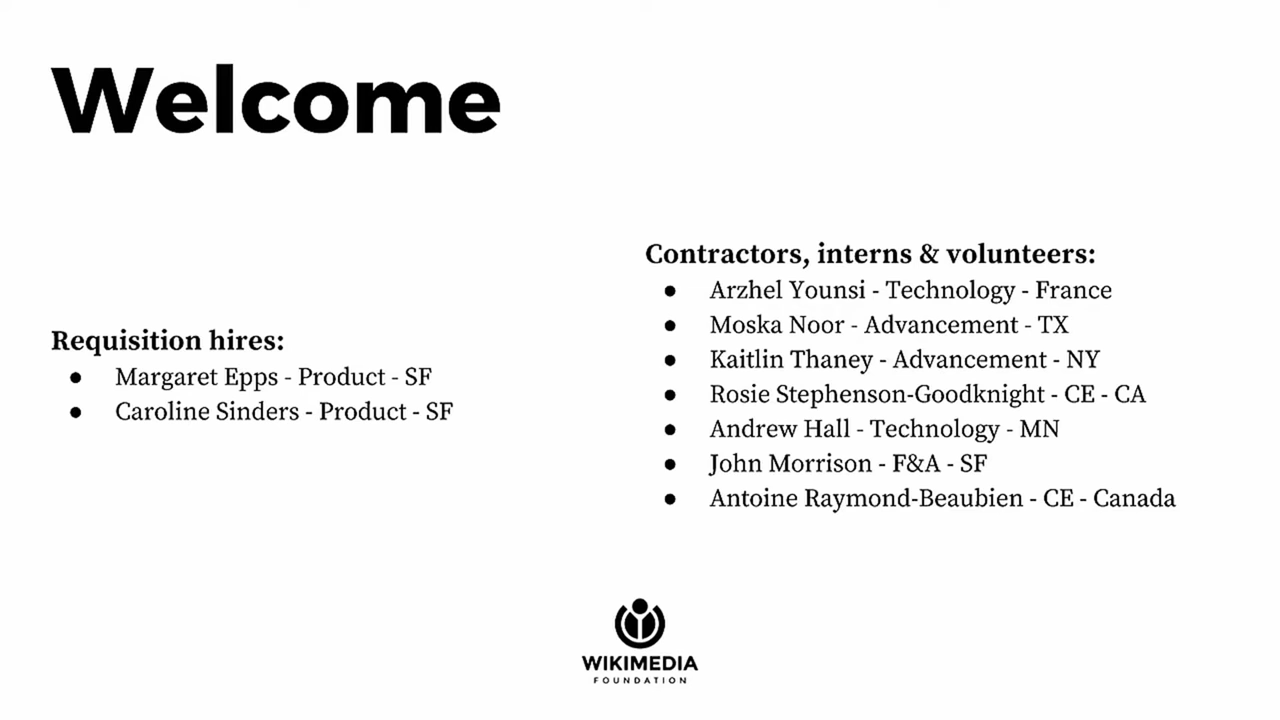 Welcome
Requisition hires:
● Margaret Epps - Product - SF
● Caroline Sinders - Product - SF
Contractors, interns & volunteers:
● Arzhel Younsi - Technology - France
● Moska Noor - Advancement - TX
● Kaitlin Thaney - Advancement - NY
● Rosie Stephenson-Goodknight - CE - CA
● Andrew Hall - Technology - MN
● John Morrison - F&A - SF
● Antoine Raymond-Beaubien - CE - Canada
WIKIMEDIA
FOUNDATION